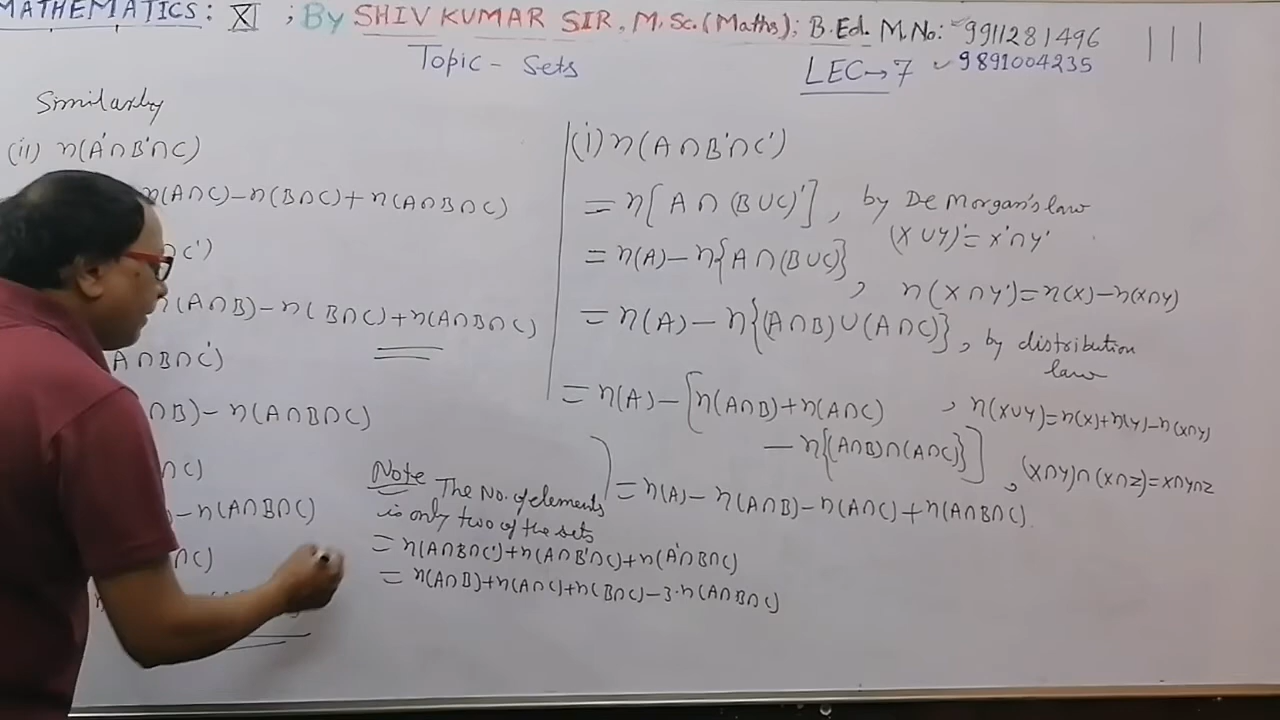 MATHEMATICS: XI ; By SHIV KUMAR SIR, M.Sc.(Maths); B.Ed. M.No: 9911281496
Topic - Sets
LEC→7 9891004235
Similarly
(ii) n(A'∩B'∩C)
n(A∩C)-n(B∩C)+n(A∩B∩C)
∩C')
n(A∩B)-n(B∩C)+n(A∩B∩C)
A∩B∩C')
∩B)-n(A∩B∩C)
∩C)
-n(A∩B∩C)
∩C)
(i) n(A∩B'∩C')
=n[A∩(B∪C)'], by De Morgan's law
(X∪Y)'=X'∩Y'
=n(A)-n{A∩(B∪C)}
, n(X∩Y')=n(X)-n(X∩Y)
=n(A)-n{(A∩B)∪(A∩C)}, by distribution
law
=n(A)-[n(A∩B)+n(A∩C) , n(X∪Y)=n(X)+n(Y)-n(X∩Y)
-n{(A∩B)∩(A∩C)}] , (X∩Y)∩(X∩Z)=X∩Y∩Z
=n(A)-n(A∩B)-n(A∩C)+n(A∩B∩C).
Note The No. of elements
is only two of the sets
=n(A∩B∩C')+n(A∩B'∩C)+n(A'∩B∩C)
=n(A∩B)+n(A∩C)+n(B∩C)-3·n(A∩B∩C)